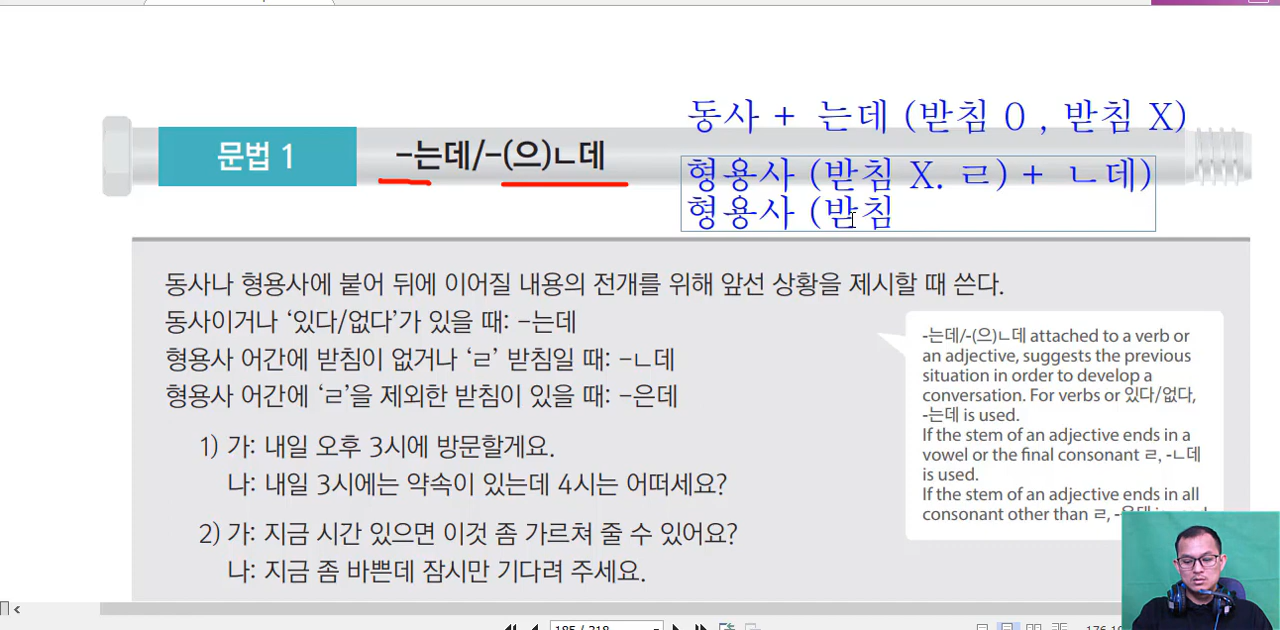 동사 + 는데 (받침 O , 받침 X)
문법 1
-는데/-(으)ㄴ데
형용사 (받침 X. ㄹ) + ㄴ데)
형용사 (받침
동사나 형용사에 붙어 뒤에 이어질 내용의 전개를 위해 앞선 상황을 제시할 때 쓴다.
동사이거나 ‘있다/없다’가 있을 때: -는데
형용사 어간에 받침이 없거나 ‘ㄹ’ 받침일 때: -ㄴ데
형용사 어간에 ‘ㄹ’을 제외한 받침이 있을 때: -은데
1) 가: 내일 오후 3시에 방문할게요.
나: 내일 3시에는 약속이 있는데 4시는 어떠세요?
2) 가: 지금 시간 있으면 이것 좀 가르쳐 줄 수 있어요?
나: 지금 좀 바쁜데 잠시만 기다려 주세요.
-는데/-(으)ㄴ데 attached to a verb or
an adjective, suggests the previous
situation in order to develop a
conversation. For verbs or 있다/없다,
-는데 is used.
If the stem of an adjective ends in a
vowel or the final consonant ㄹ, -ㄴ데
is used.
If the stem of an adjective ends in all
consonant other than ㄹ,
185 / 218